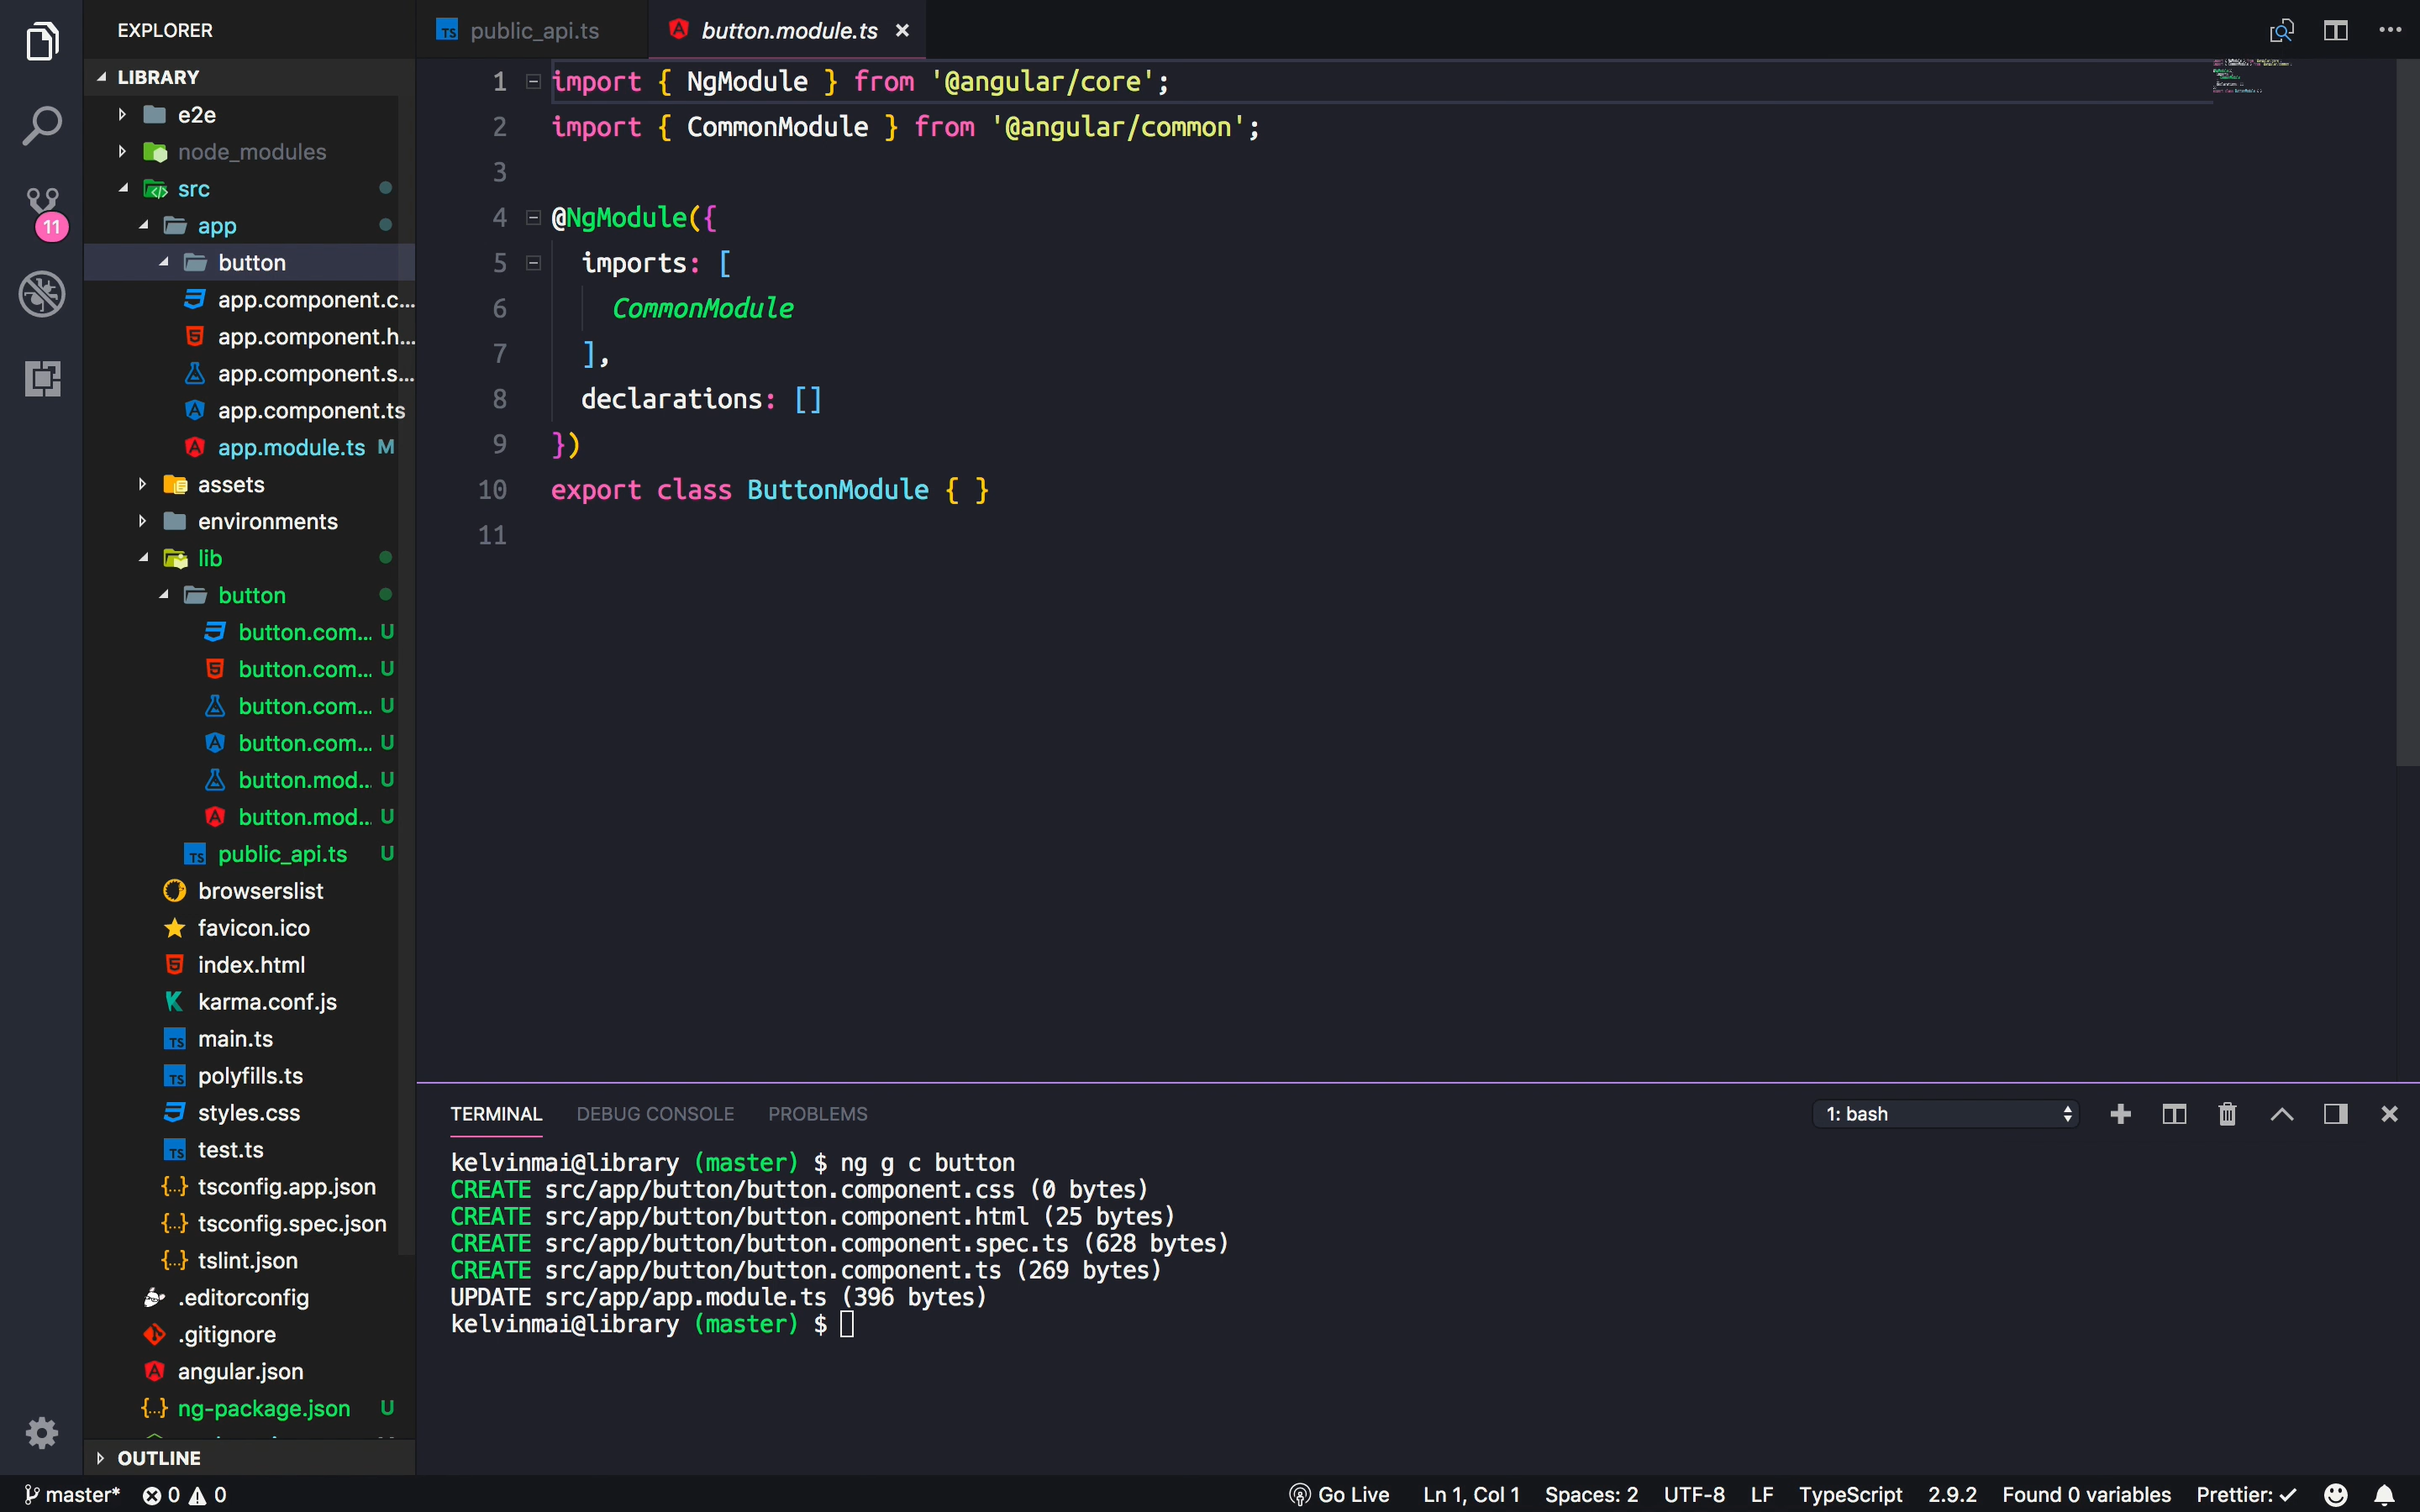 EXPLORER
LIBRARY
e2e
node_modules
src
app
button
app.component.c...
app.component.h...
app.component.s...
app.component.ts
app.module.ts M
assets
environments
lib
button
button.com... U
button.com... U
button.com... U
button.com... U
button.mod... U
button.mod... U
public_api.ts U
browserslist
favicon.ico
index.html
karma.conf.js
main.ts
polyfills.ts
styles.css
test.ts
tsconfig.app.json
tsconfig.spec.json
tslint.json
.editorconfig
.gitignore
angular.json
ng-package.json U
OUTLINE
11
public_api.ts
button.module.ts
1 import { NgModule } from '@angular/core';
2 import { CommonModule } from '@angular/common';
3
4 @NgModule({
5 imports: [
6 CommonModule
7 ],
8 declarations: []
9 })
10 export class ButtonModule { }
11
TERMINAL DEBUG CONSOLE PROBLEMS
1: bash
kelvinmai@library (master) $ ng g c button
CREATE src/app/button/button.component.css (0 bytes)
CREATE src/app/button/button.component.html (25 bytes)
CREATE src/app/button/button.component.spec.ts (628 bytes)
CREATE src/app/button/button.component.ts (269 bytes)
UPDATE src/app/app.module.ts (396 bytes)
kelvinmai@library (master) $
master* 0 0 Go Live Ln 1, Col 1 Spaces: 2 UTF-8 LF TypeScript 2.9.2 Found 0 variables Prettier: ✓